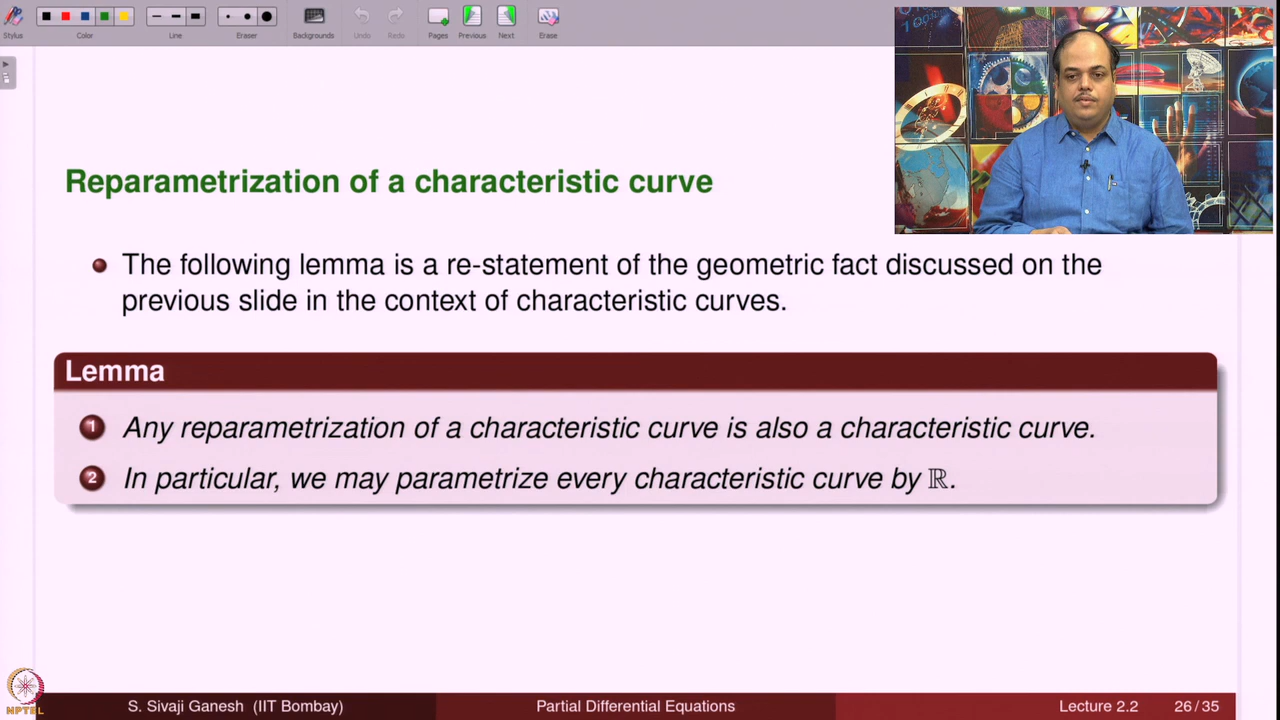 Stylus
Color
Line
Eraser
Backgrounds
Undo
Redo
Pages
Previous
Next
Erase
Reparametrization of a characteristic curve
The following lemma is a re-statement of the geometric fact discussed on the
previous slide in the context of characteristic curves.
Lemma
1 Any reparametrization of a characteristic curve is also a characteristic curve.
2 In particular, we may parametrize every characteristic curve by ℝ.
NPTEL
S. Sivaji Ganesh (IIT Bombay)
Partial Differential Equations
Lecture 2.2
26/35